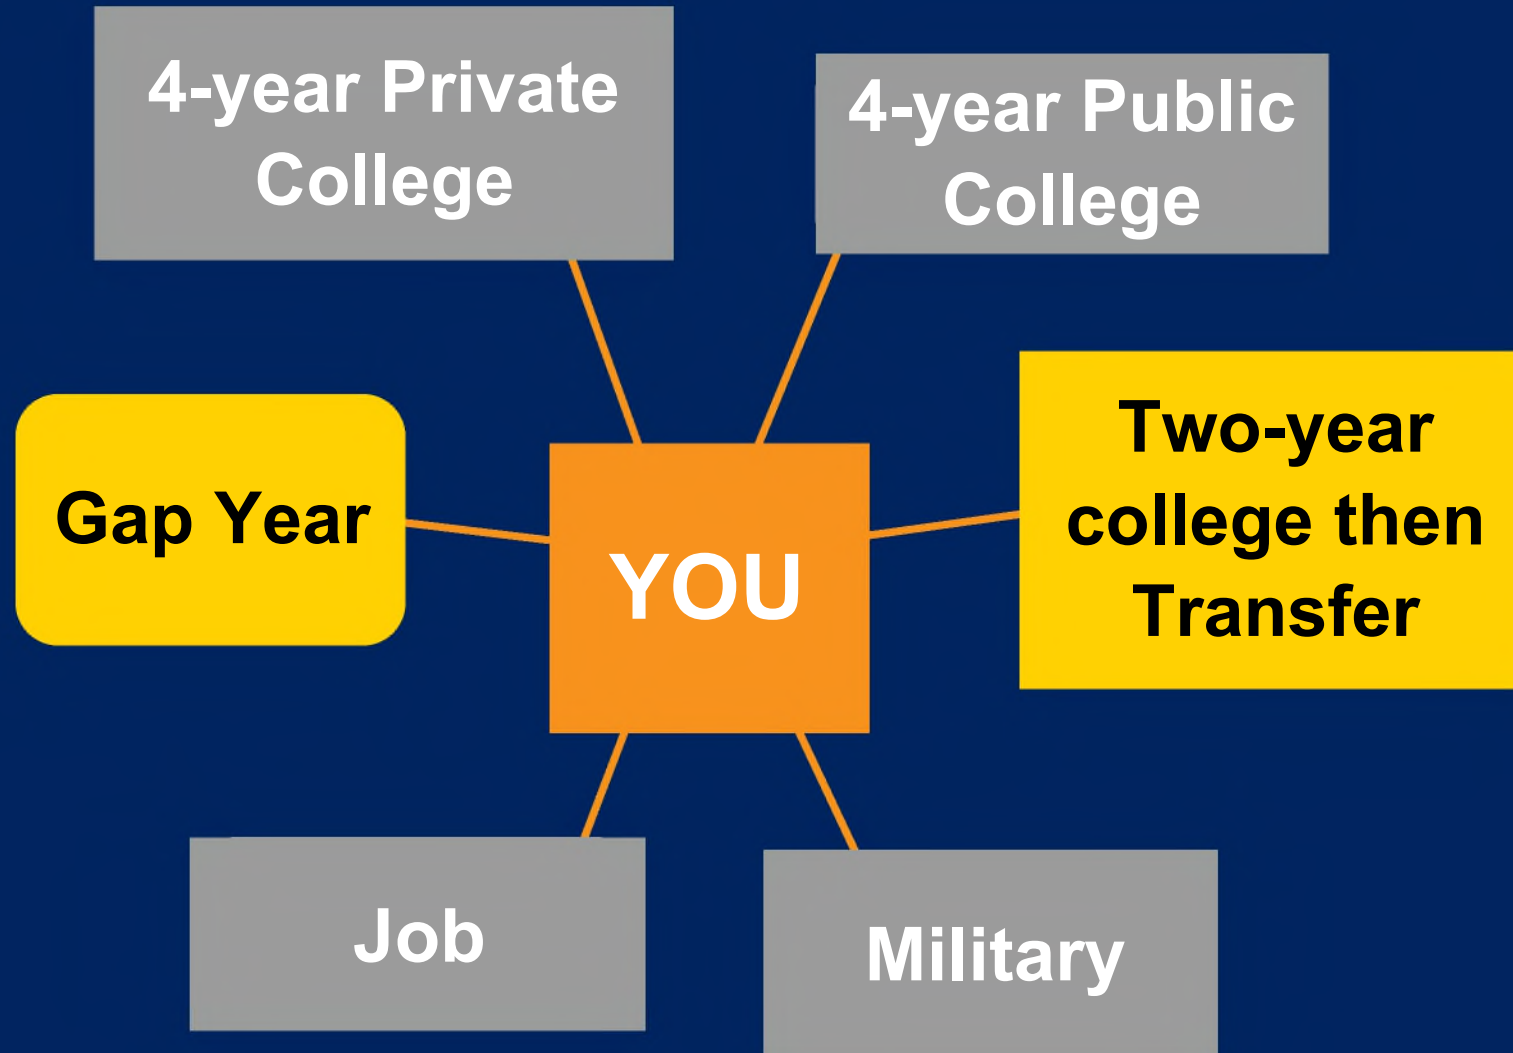 4-year Private
College
4-year Public
College
Gap Year
YOU
Two-year
college then
Transfer
Job
Military